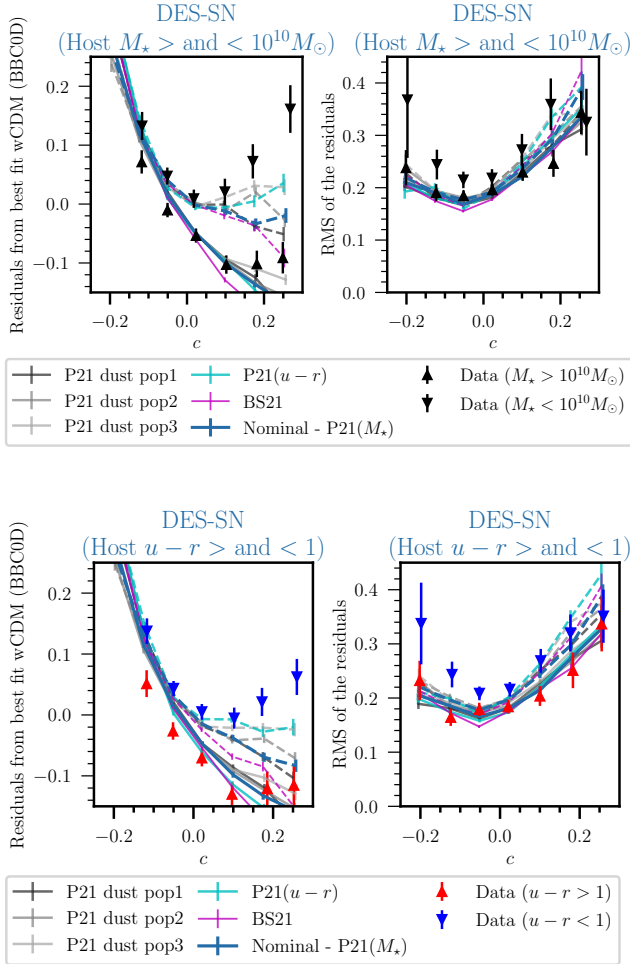 DES-SN
(Host M⋆ > and < 10¹⁰M⊙)
DES-SN
(Host M⋆ > and < 10¹⁰M⊙)
Residuals from best fit wCDM (BBC0D)
0.2
0.1
0.0
−0.1
−0.2
0.0
0.2
c
RMS of the residuals
0.4
0.3
0.2
0.1
0.0
−0.2
0.0
0.2
c
P21 dust pop1
P21 dust pop2
P21 dust pop3
P21(u − r)
BS21
Nominal - P21(M⋆)
Data (M⋆ > 10¹⁰M⊙)
Data (M⋆ < 10¹⁰M⊙)
DES-SN
(Host u − r > and < 1)
DES-SN
(Host u − r > and < 1)
Residuals from best fit wCDM (BBC0D)
0.2
0.1
0.0
−0.1
−0.2
0.0
0.2
c
RMS of the residuals
0.4
0.3
0.2
0.1
0.0
−0.2
0.0
0.2
c
P21 dust pop1
P21 dust pop2
P21 dust pop3
P21(u − r)
BS21
Nominal - P21(M⋆)
Data (u − r > 1)
Data (u − r < 1)